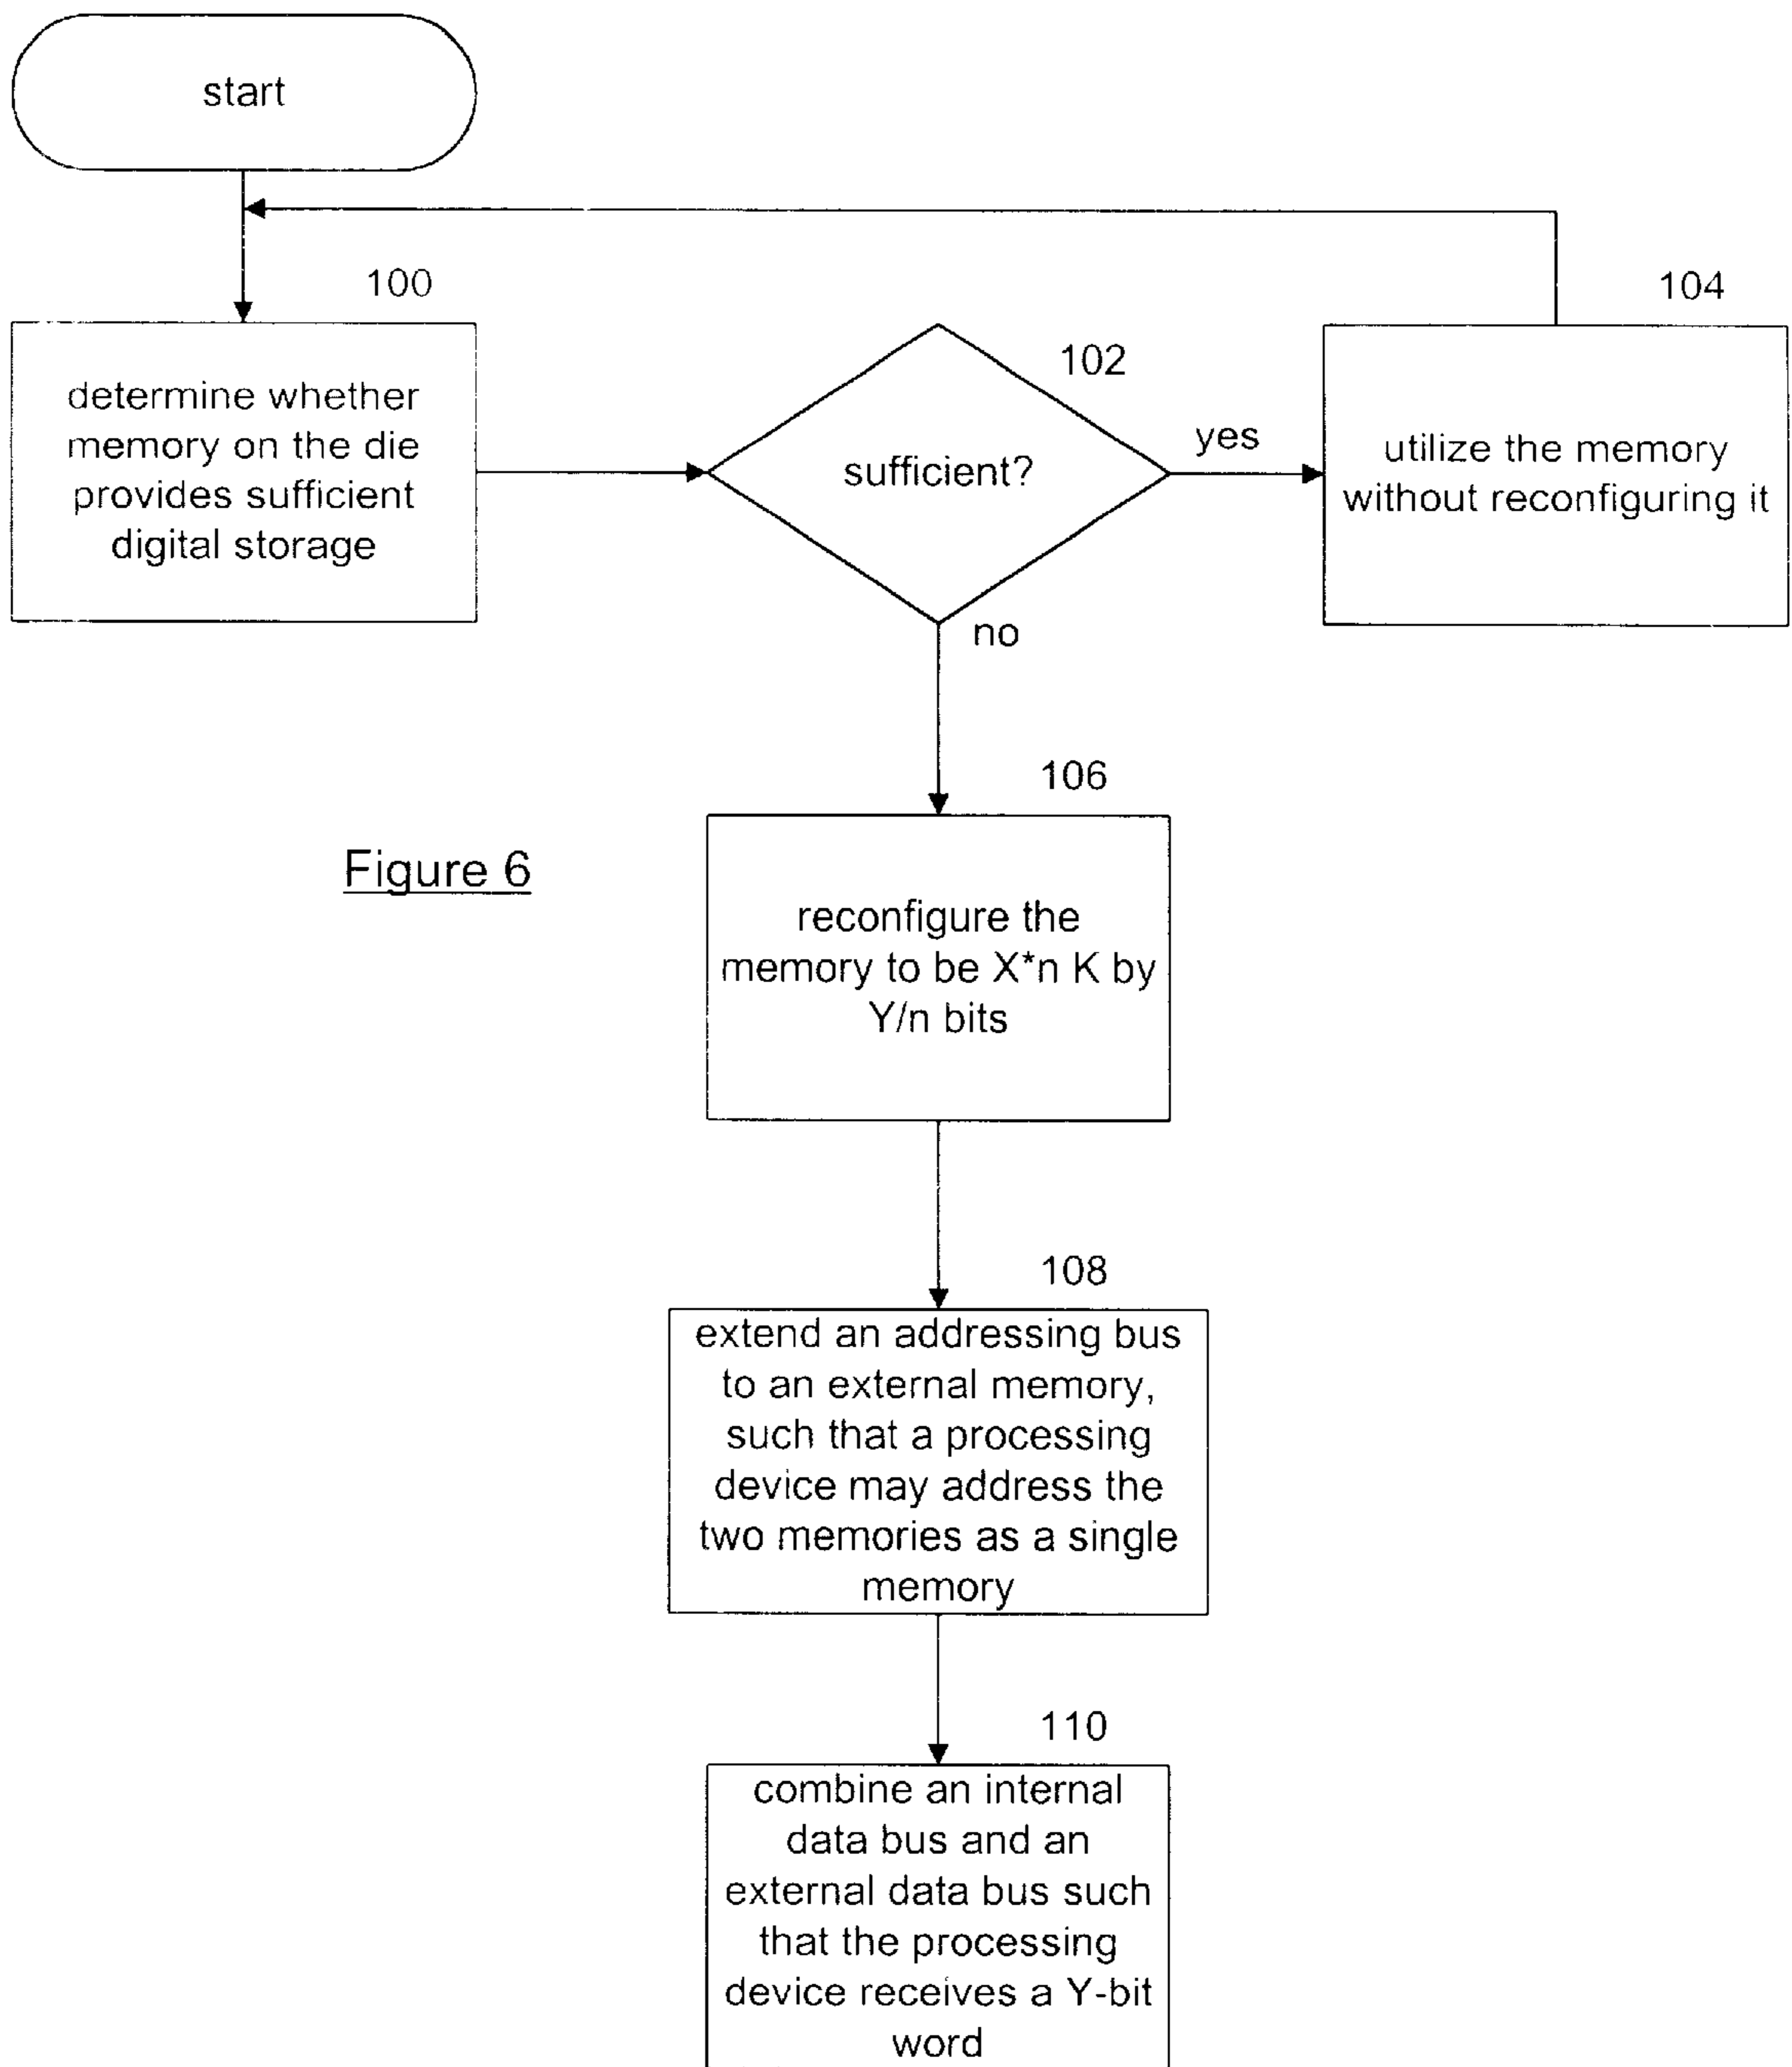 start
100
determine whether
memory on the die
provides sufficient
digital storage
102
sufficient?
yes
104
utilize the memory
without reconfiguring it
no
106
reconfigure the
memory to be X*n K by
Y/n bits
Figure 6
108
extend an addressing bus
to an external memory,
such that a processing
device may address the
two memories as a single
memory
110
combine an internal
data bus and an
external data bus such
that the processing
device receives a Y-bit
word